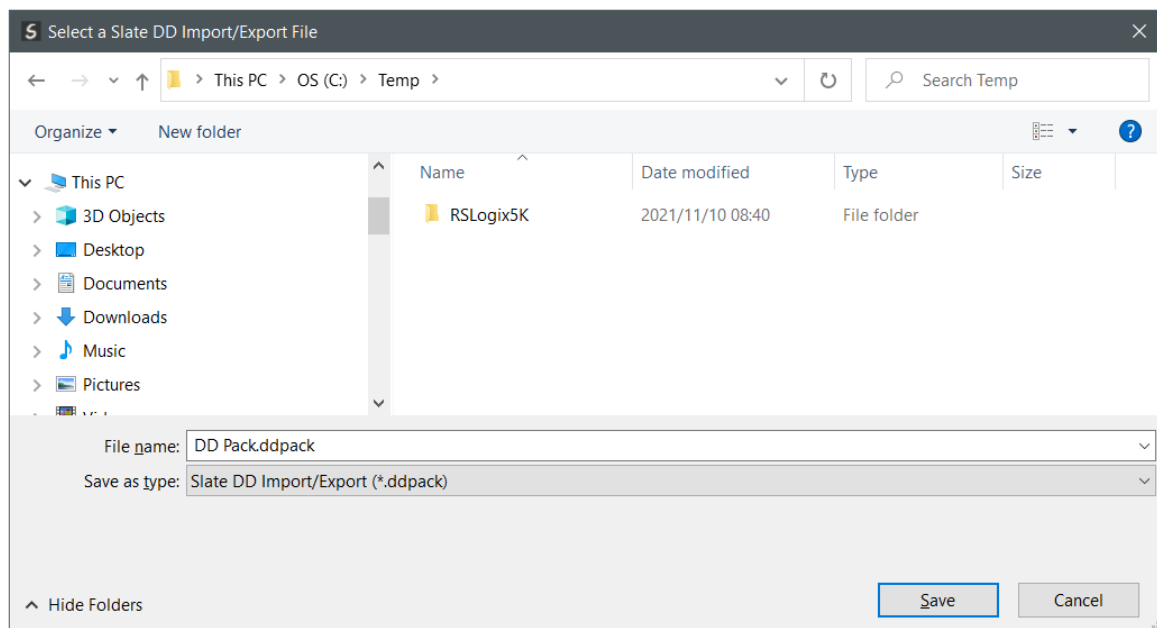 S Select a Slate DD Import/Export File
This PC > OS (C:) > Temp >
Search Temp
Organize
New folder
?
Name
Date modified
Type
Size
This PC
3D Objects
Desktop
Documents
Downloads
Music
Pictures
RSLogix5K
2021/11/10 08:40
File folder
File name: DD Pack.ddpack
Save as type: Slate DD Import/Export (*.ddpack)
Hide Folders
Save
Cancel